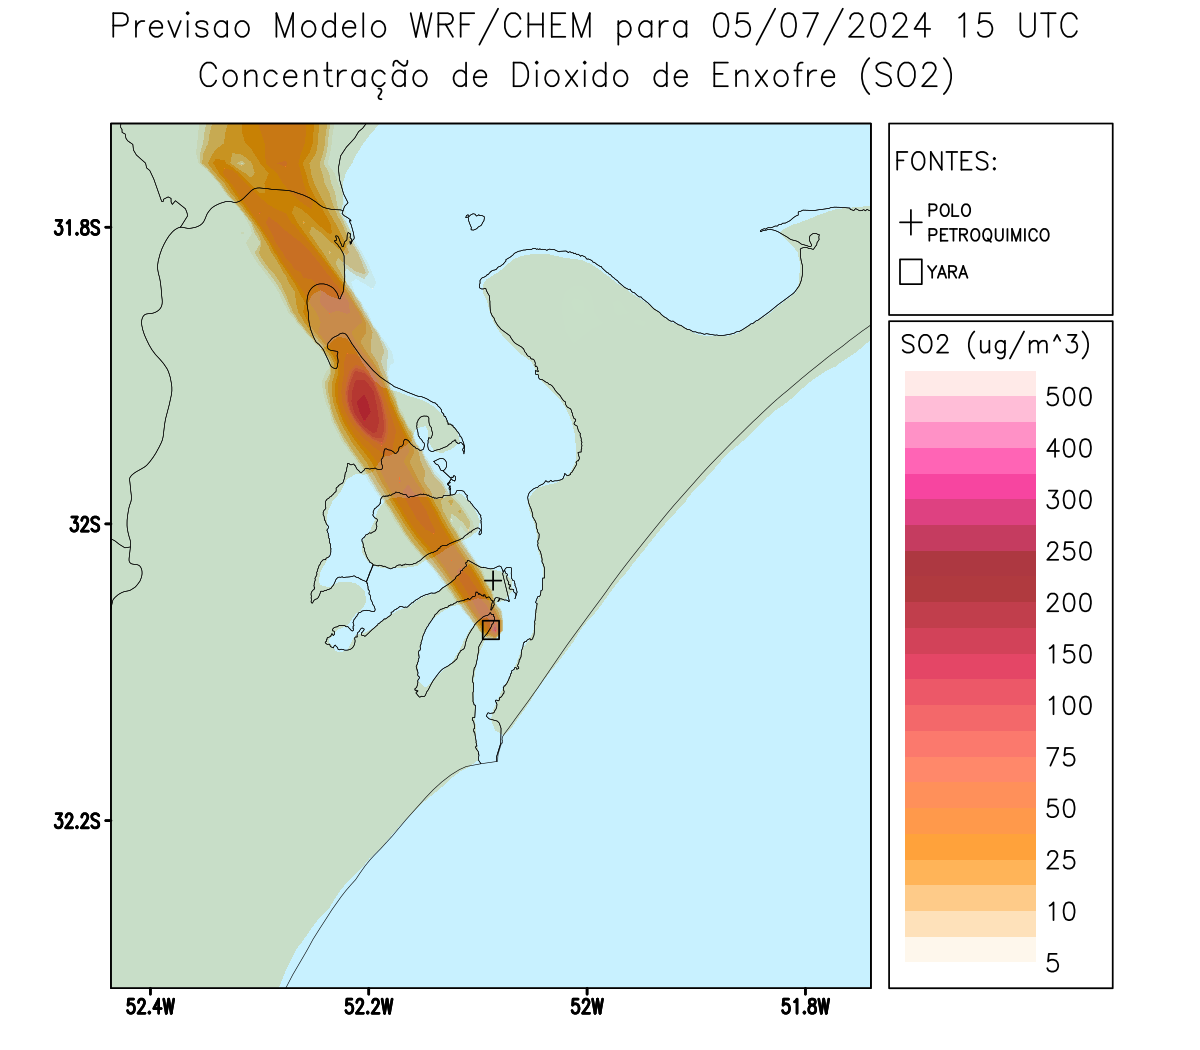 Previsao Modelo WRF/CHEM para 05/07/2024 15 UTC
Concentração de Dioxido de Enxofre (SO2)
FONTES:
POLO
PETROQUIMICO
YARA
SO2 (ug/m^3)
500
400
300
250
200
150
100
75
50
25
10
5
31.8S
32S
32.2S
52.4W
52.2W
52W
51.8W